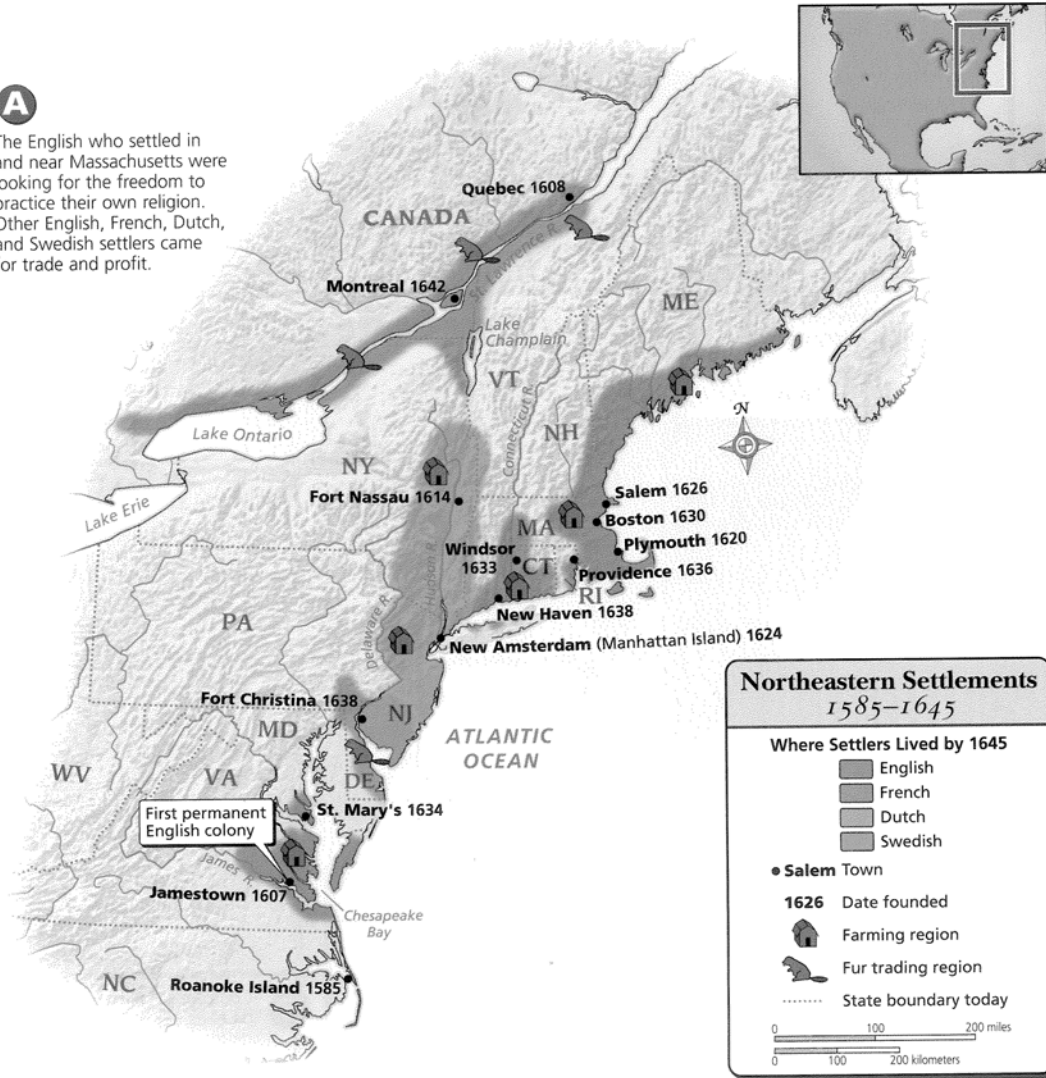 A
The English who settled in
and near Massachusetts were
looking for the freedom to
practice their own religion.
Other English, French, Dutch,
and Swedish settlers came
for trade and profit.
Quebec 1608
CANADA
St. Lawrence R.
Montreal 1642
ME
Lake
Champlain
VT
Connecticut R.
NH
Lake Ontario
N
NY
Fort Nassau 1614
Salem 1626
Lake Erie
Boston 1630
MA
Plymouth 1620
Windsor
1633
CT
Providence 1636
RI
Hudson R.
New Haven 1638
PA
Delaware R.
New Amsterdam (Manhattan Island) 1624
Fort Christina 1638
NJ
MD
ATLANTIC
OCEAN
WV
VA
DE
First permanent
English colony
St. Mary's 1634
James R.
Jamestown 1607
Chesapeake
Bay
NC
Roanoke Island 1585
Northeastern Settlements
1585–1645
Where Settlers Lived by 1645
English
French
Dutch
Swedish
Salem Town
1626 Date founded
Farming region
Fur trading region
State boundary today
0 100 200 miles
0 100 200 kilometers